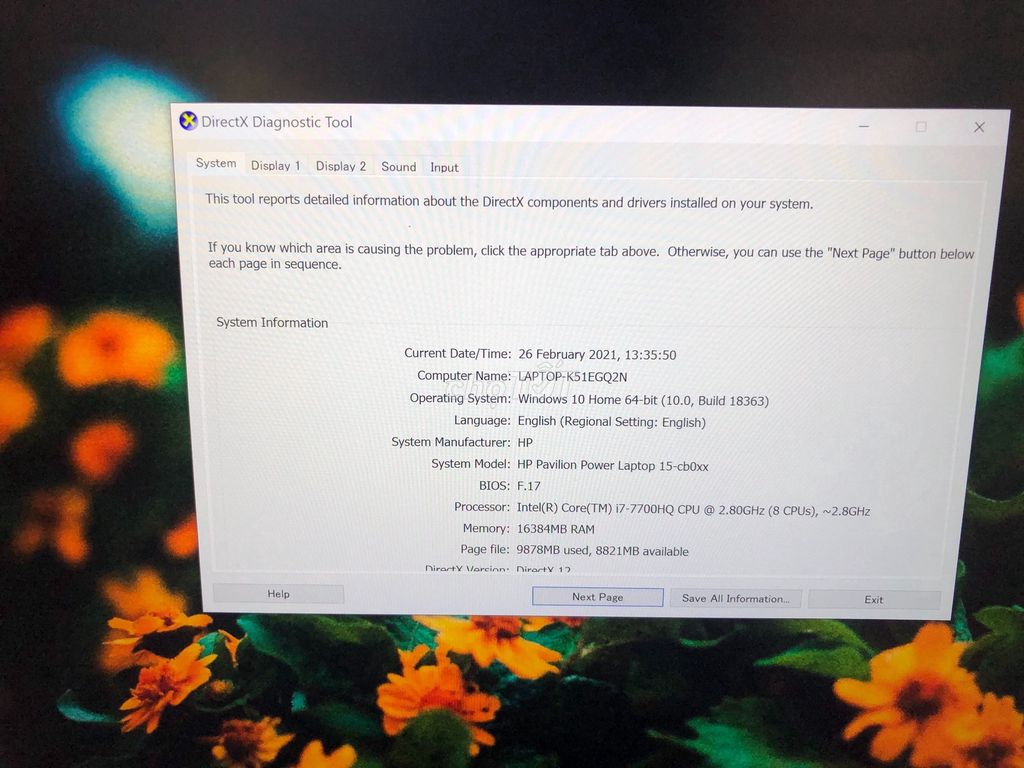 DirectX Diagnostic Tool
System Display 1 Display 2 Sound Input
This tool reports detailed information about the DirectX components and drivers installed on your system.
If you know which area is causing the problem, click the appropriate tab above. Otherwise, you can use the "Next Page" button below
each page in sequence.
System Information
Current Date/Time: 26 February 2021, 13:35:50
Computer Name: LAPTOP-K51EGQ2N
Operating System: Windows 10 Home 64-bit (10.0, Build 18363)
Language: English (Regional Setting: English)
System Manufacturer: HP
System Model: HP Pavilion Power Laptop 15-cb0xx
BIOS: F.17
Processor: Intel(R) Core(TM) i7-7700HQ CPU @ 2.80GHz (8 CPUs), ~2.8GHz
Memory: 16384MB RAM
Page file: 9878MB used, 8821MB available
DirectX Version: DirectX 12
Help Next Page Save All Information... Exit